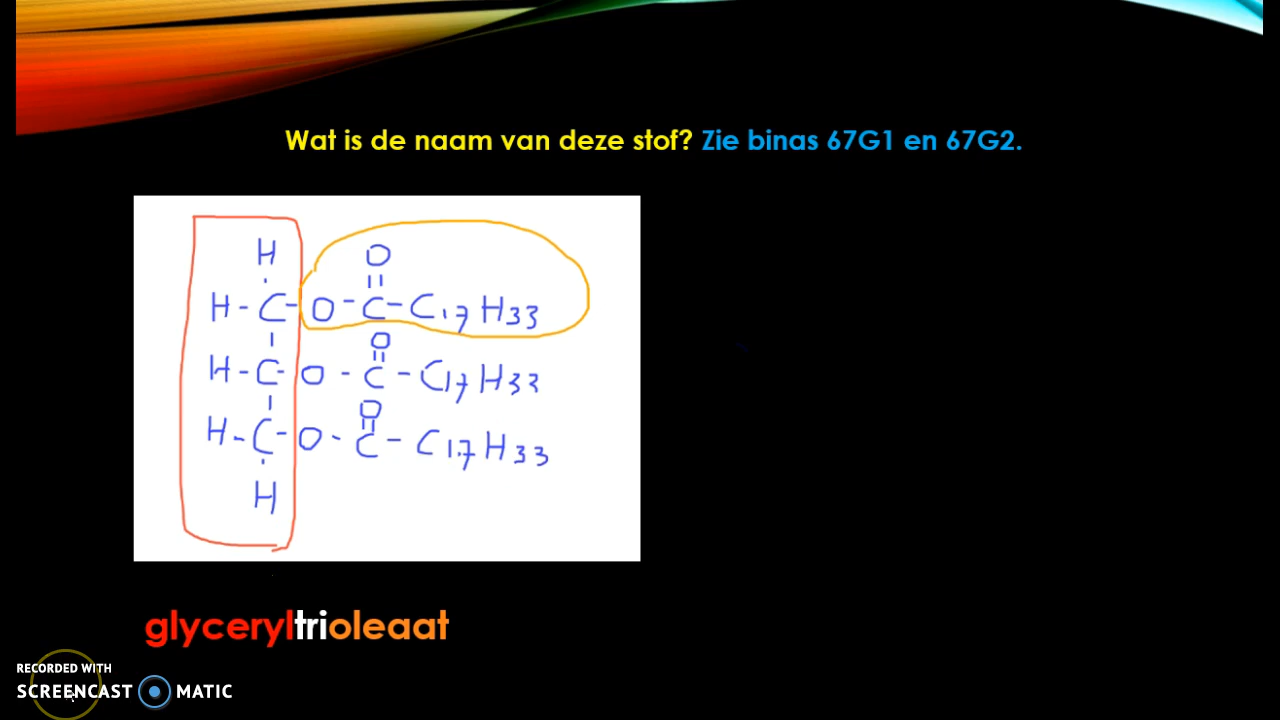 Wat is de naam van deze stof? Zie binas 67G1 en 67G2.
H O
H - C - O - C - C17H33
O
H - C - O - C - C17H33
O
H - C - O - C - C17H33
H
glyceryltrioleaat
RECORDED WITH
SCREENCAST MATIC